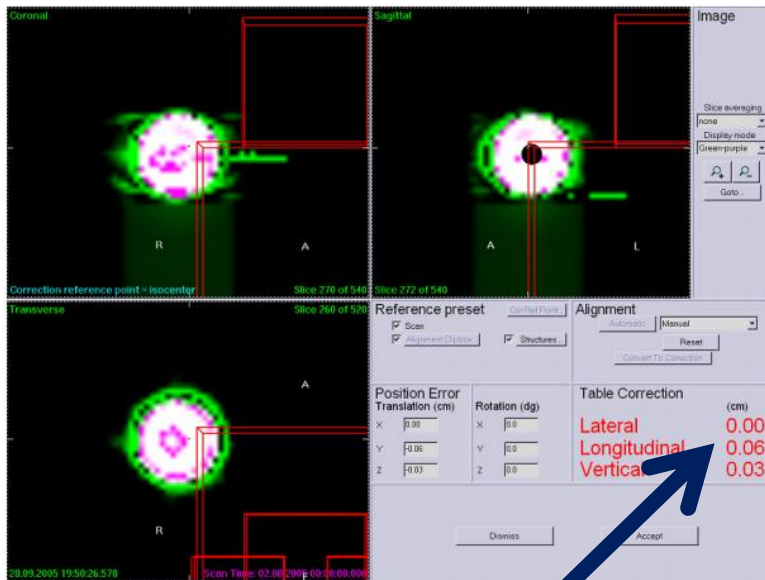 Coronal
R
A
Correction reference point = isocenter
Slice 270 of 540
Sagittal
A
L
Slice 272 of 540
Image
Slice averaging
none
Display mode
Green-purple
Goto..
Transverse
Slice 260 of 520
A
R
28.09.2005 19:50:26.578
Reference preset
Scan
Alignment Clipbox..
Structures..
Alignment
Automatic
Manual
Reset
Convert To Correction
Position Error
Translation (cm)
Rotation (dg)
X 0.00
X 0.0
Y -0.06
Y 0.0
Z -0.03
Z 0.0
Table Correction
(cm)
Lateral 0.00
Longitudinal 0.06
Vertical 0.03
Dismiss
Accept